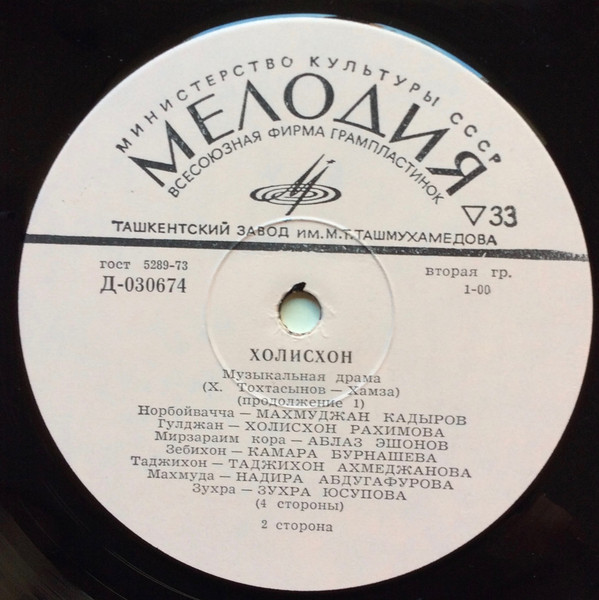 МИНИСТЕРСТВО КУЛЬТУРЫ СССР
МЕЛОДИЯ
ВСЕСОЮЗНАЯ ФИРМА ГРАМПЛАСТИНОК
▽33
ТАШКЕНТСКИЙ ЗАВОД ИМ.М.Т.ТАШМУХАМЕДОВА
гост 5289-73
Д-030674
вторая гр.
1-00
ХОЛИСХОН
Музыкальная драма
(Х. Тохтасынов — Хамза)
(продолжение 1)
Норбойвачча — МАХМУДЖАН КАДЫРОВ
Гулджан — ХОЛИСХОН РАХИМОВА
Мирзараим кора — АБЛАЗ ЭШОНОВ
Зебихон — КАМАРА БУРНАШЕВА
Таджихон — ТАДЖИХОН АХМЕДЖАНОВА
Махмуда — НАДИРА АБДУГАФУРОВА
Зухра — ЗУХРА ЮСУПОВА
(4 стороны)
2 сторона